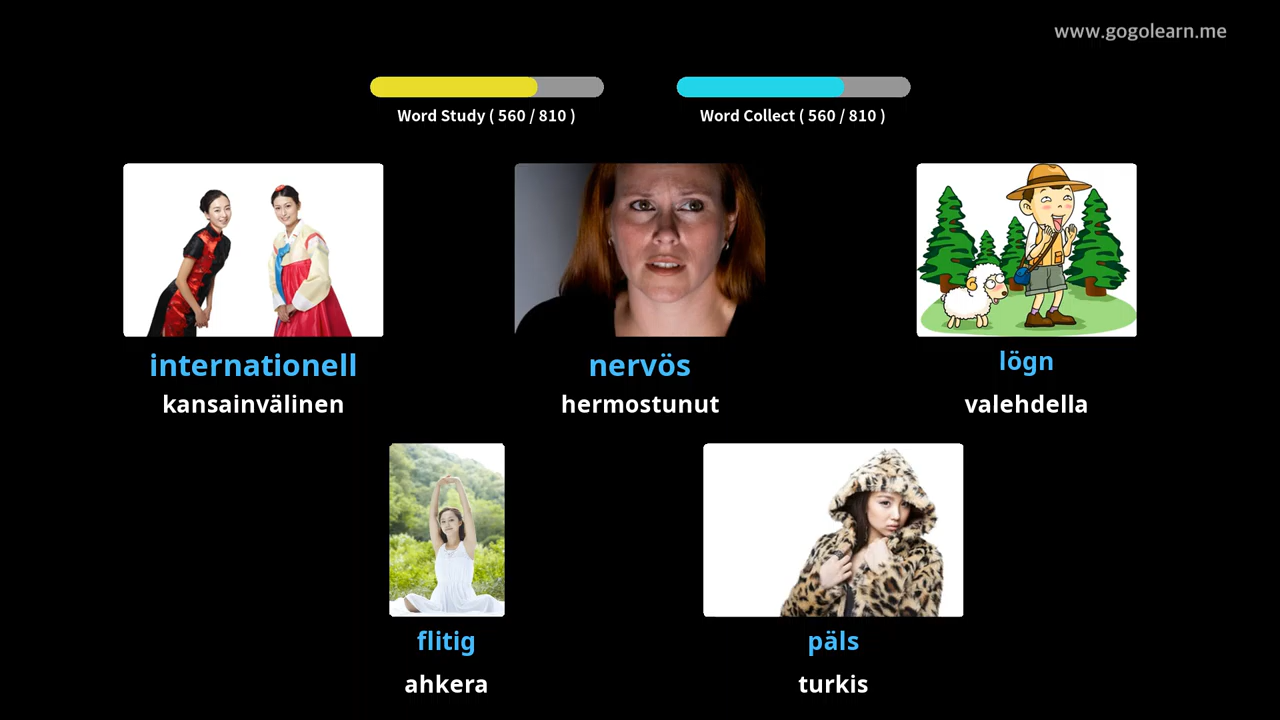 www.gogolearn.me
Word Study ( 560 / 810 )
Word Collect ( 560 / 810 )
internationell
kansainvälinen
nervös
hermostunut
lögn
valehdella
flitig
ahkera
päls
turkis